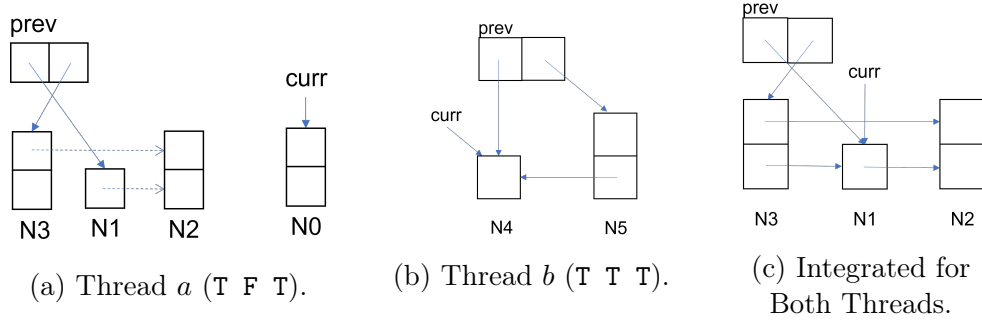 prev
curr
N3 N1 N2 N0
(a) Thread a (T F T).
prev
curr
N4 N5
(b) Thread b (T T T).
prev
curr
N3 N1 N2
(c) Integrated for
Both Threads.